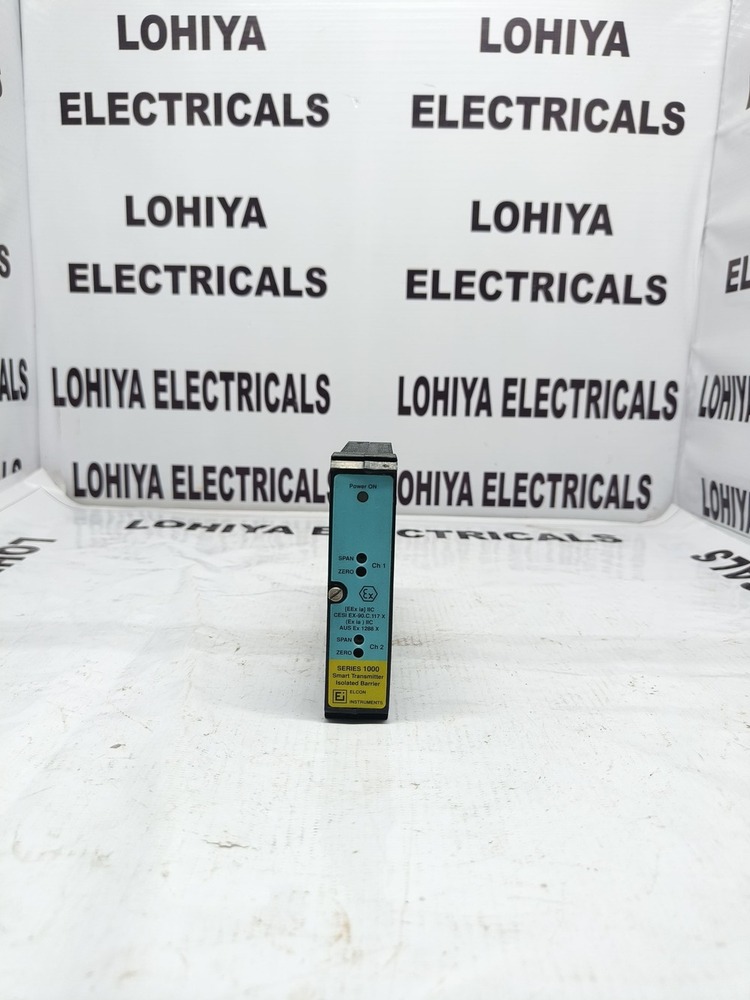 LOHIYA
ELECTRICALS
LOHIYA
ELECTRICALS
LOHIYA
ELECTRICALS
LOHIYA
ELECTRICALS
LOHIYA ELECTRICALS
LOHIYA ELECTRICALS
LOHIYA ELECTRICALS
LOHIYA ELECTRICALS
Power ON
SPAN
ZERO
Ch 1
Ex
(EEx ia) IIC
CESI EX-90.C.117 X
(Ex ia ) IIC
AUS Ex 1288 X
SPAN
ZERO
Ch 2
SERIES 1000
Smart Transmitter
Isolated Barrier
ELCON
INSTRUMENTS